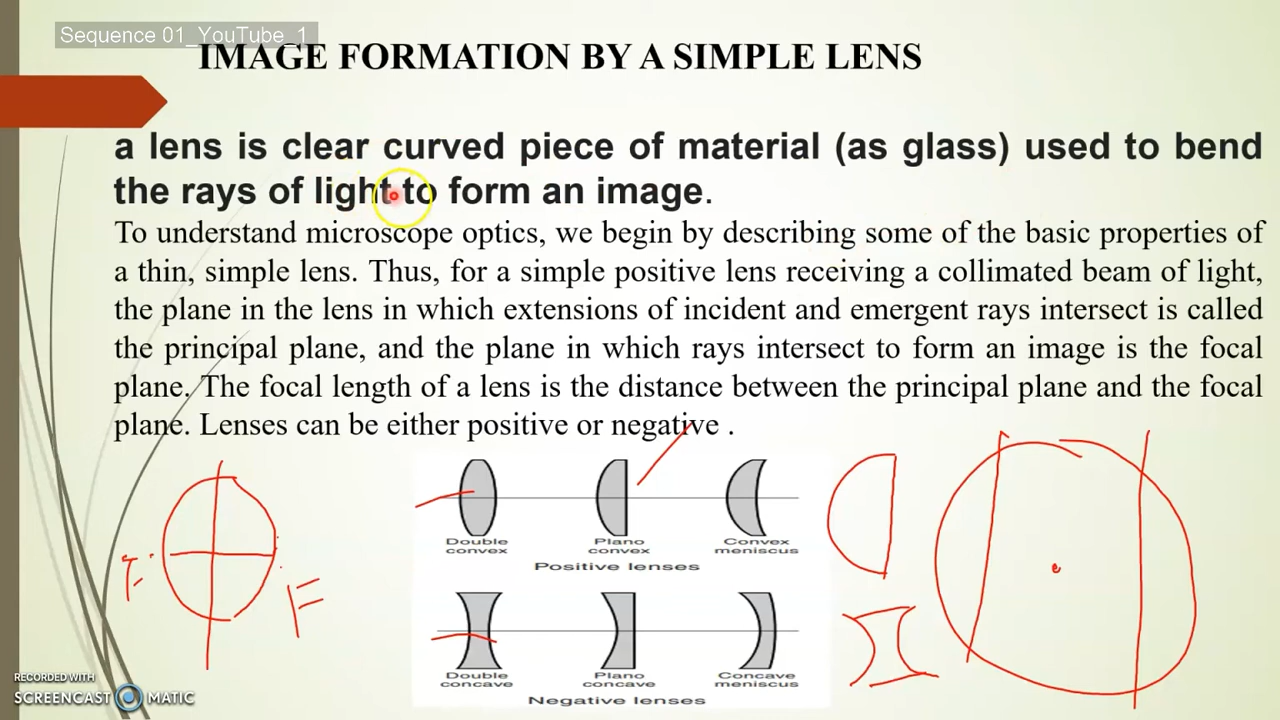 Sequence 01_YouTube_1
IMAGE FORMATION BY A SIMPLE LENS
a lens is clear curved piece of material (as glass) used to bend
the rays of light to form an image.
To understand microscope optics, we begin by describing some of the basic properties of
a thin, simple lens. Thus, for a simple positive lens receiving a collimated beam of light,
the plane in the lens in which extensions of incident and emergent rays intersect is called
the principal plane, and the plane in which rays intersect to form an image is the focal
plane. The focal length of a lens is the distance between the principal plane and the focal
plane. Lenses can be either positive or negative .
Double
convex
Plano
convex
Convex
meniscus
Positive lenses
F
F
Double
concave
Plano
concave
Concave
meniscus
Negative lenses
RECORDED WITH
SCREENCAST MATIC